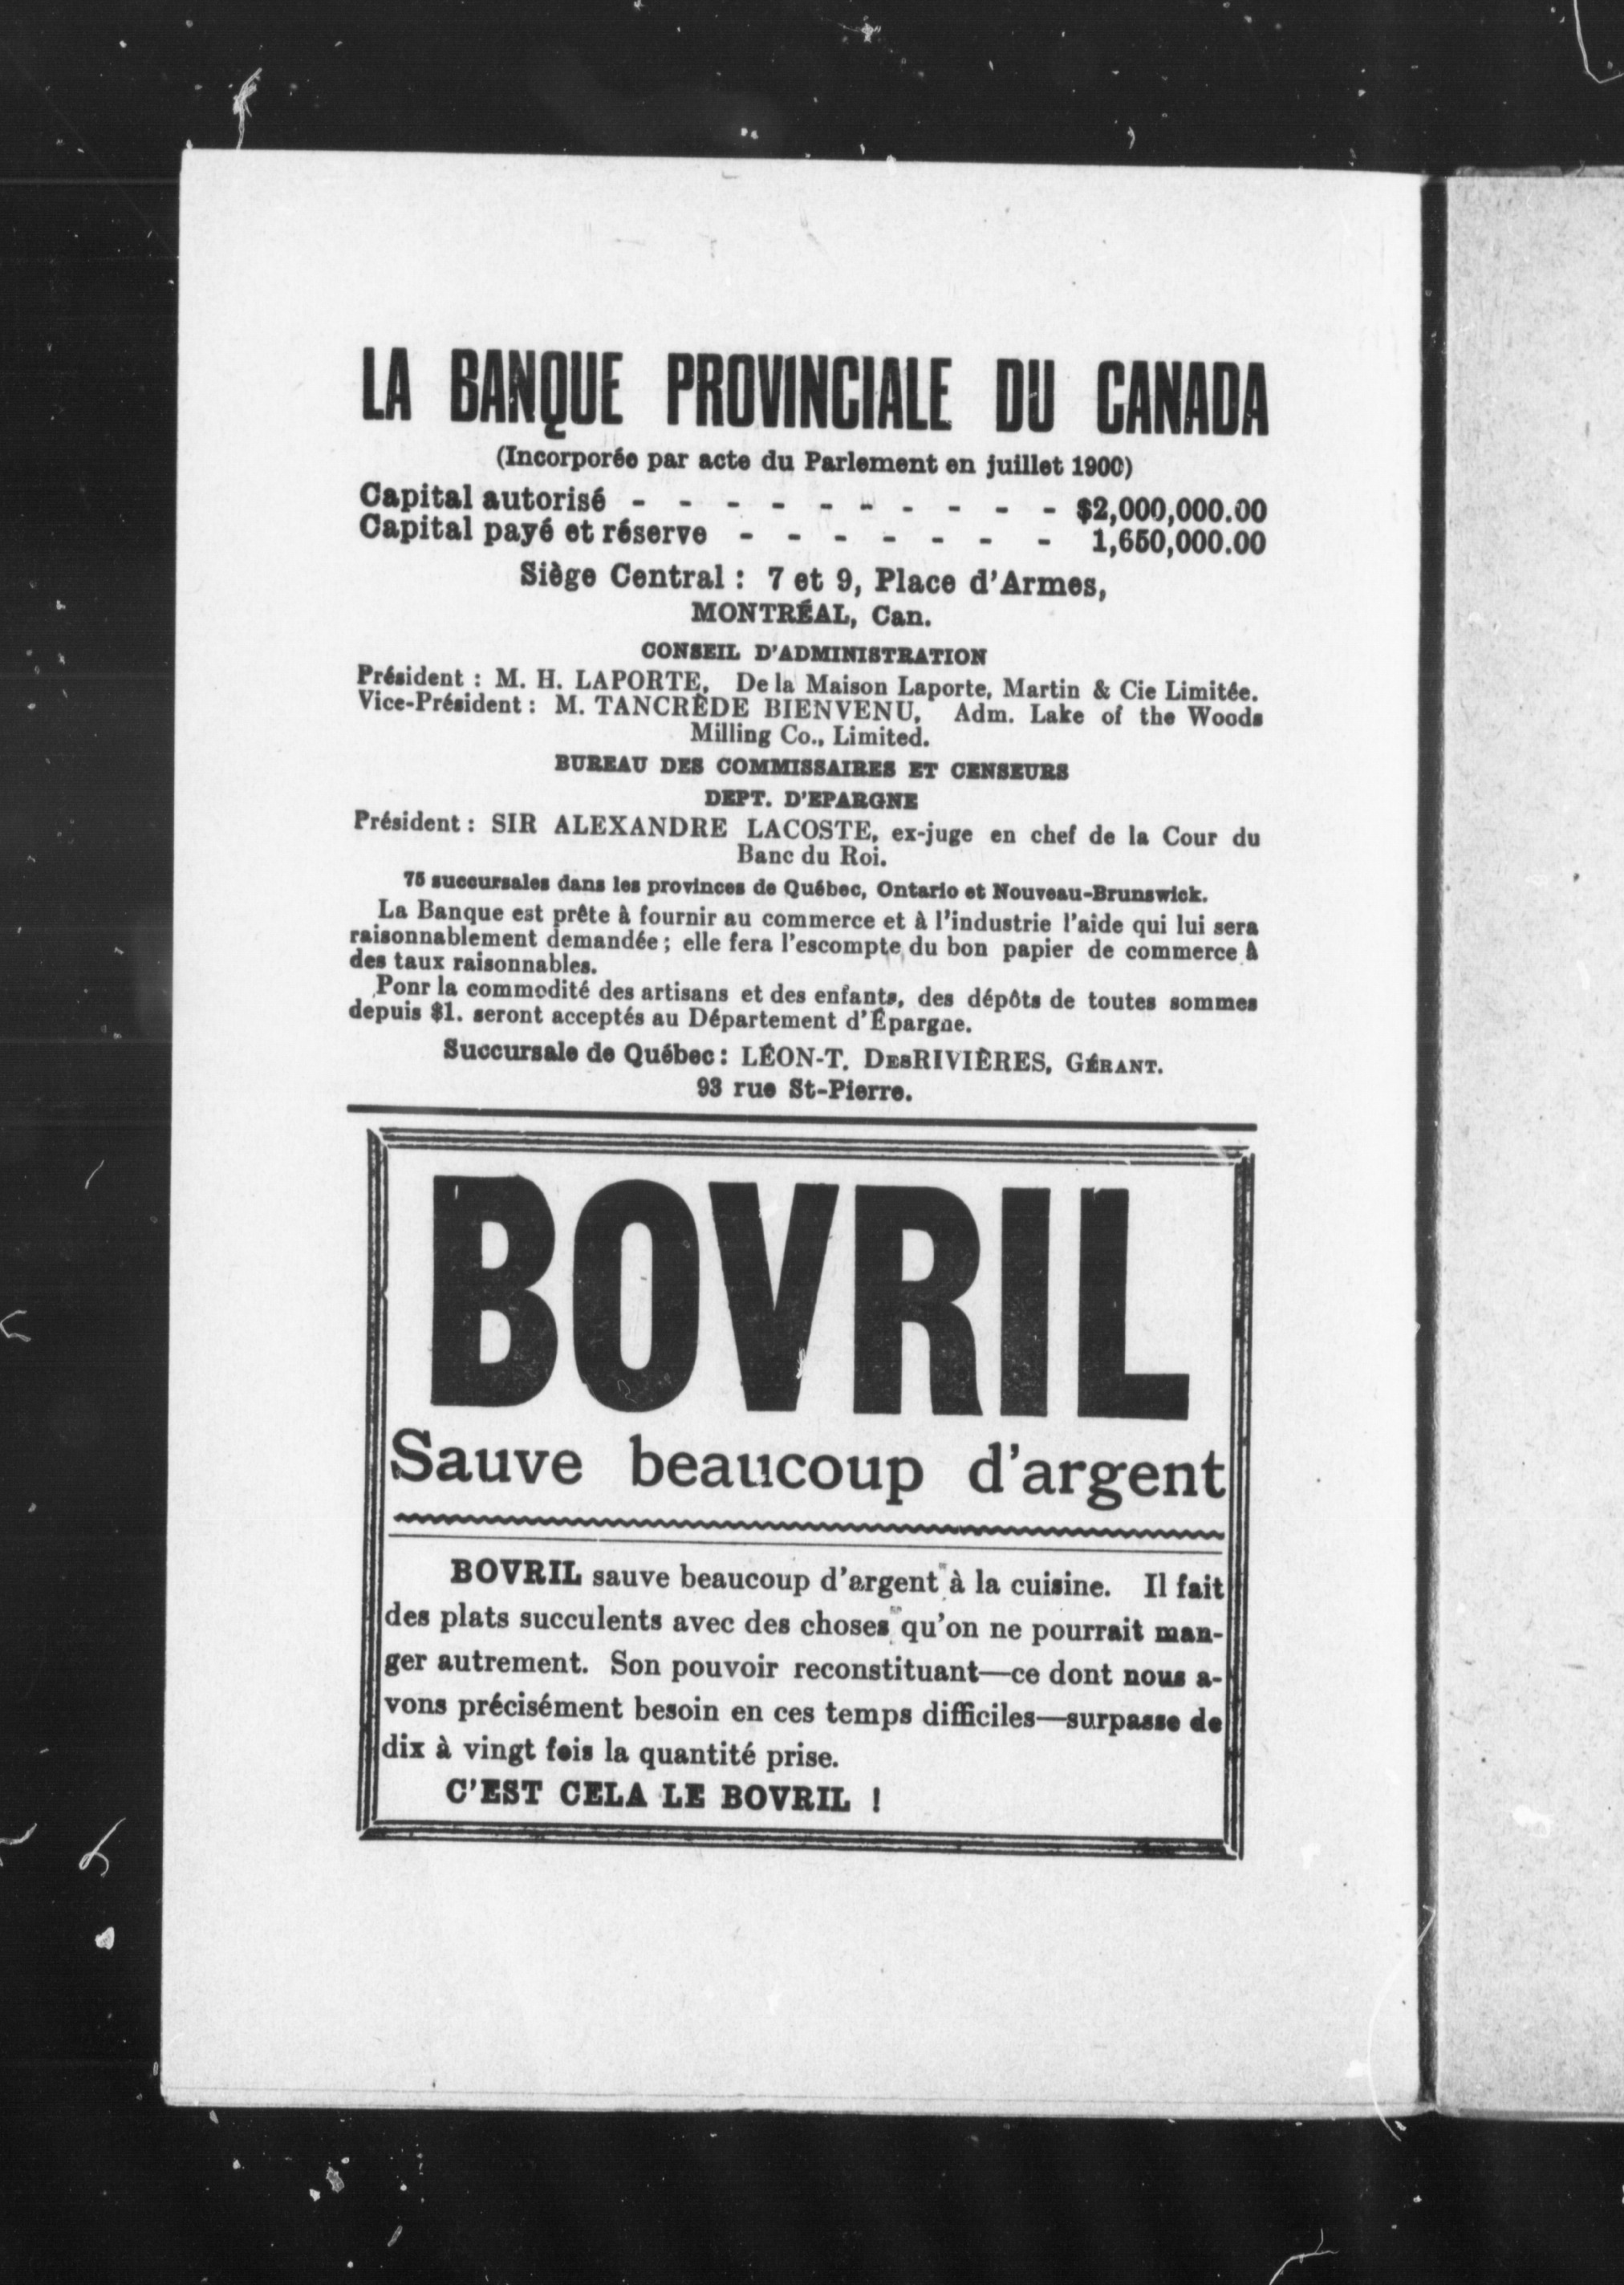 LA BANQUE PROVINCIALE DU CANADA
(Incorporée par acte du Parlement en juillet 1900)
Capital autorisé - - - - - - - - - - $2,000,000.00
Capital payé et réserve - - - - - - - 1,650,000.00
Siège Central : 7 et 9, Place d'Armes,
MONTRÉAL, Can.
CONSEIL D'ADMINISTRATION
Président : M. H. LAPORTE, De la Maison Laporte, Martin & Cie Limitée.
Vice-Président : M. TANCRÈDE BIENVENU, Adm. Lake of the Woods
Milling Co., Limited.
BUREAU DES COMMISSAIRES ET CENSEURS
DEPT. D'EPARGNE
Président : SIR ALEXANDRE LACOSTE, ex-juge en chef de la Cour du
Banc du Roi.
75 succursales dans les provinces de Québec, Ontario et Nouveau-Brunswick.
La Banque est prête à fournir au commerce et à l'industrie l'aide qui lui sera
raisonnablement demandée ; elle fera l'escompte du bon papier de commerce à
des taux raisonnables.
Ponr la commodité des artisans et des enfants, des dépôts de toutes sommes
depuis $1. seront acceptés au Département d'Épargne.
Succursale de Québec : LÉON-T. DESRIVIÈRES, GÉRANT.
93 rue St-Pierre.
BOVRIL
Sauve beaucoup d'argent
BOVRIL sauve beaucoup d'argent à la cuisine. Il fait
des plats succulents avec des choses qu'on ne pourrait man-
ger autrement. Son pouvoir reconstituant—ce dont nous a-
vons précisément besoin en ces temps difficiles—surpasse de
dix à vingt fois la quantité prise.
C'EST CELA LE BOVRIL !